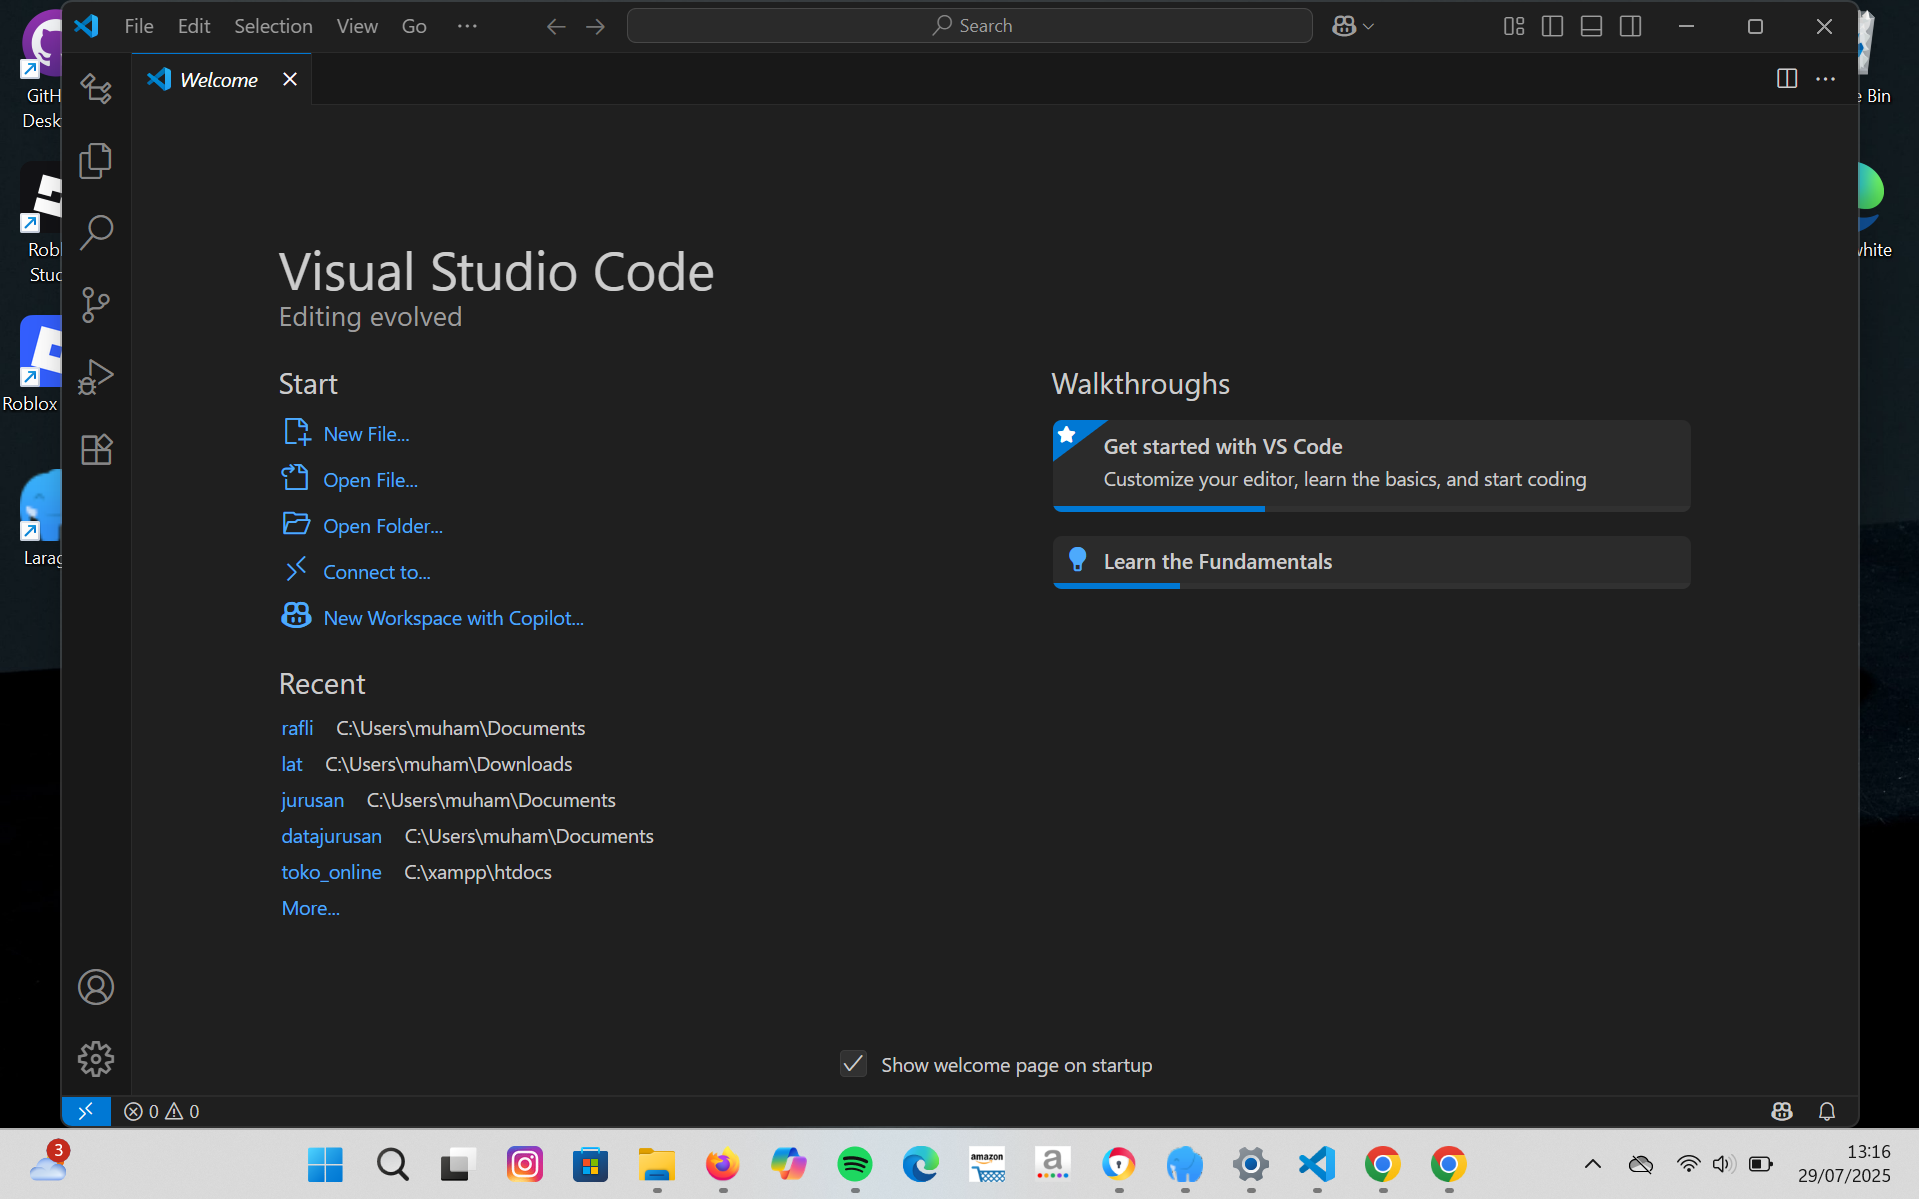 File Edit Selection View Go ··· Search
Welcome
Visual Studio Code
Editing evolved
Start
New File...
Open File...
Open Folder...
Connect to...
New Workspace with Copilot...
Recent
rafli C:\Users\muham\Documents
lat C:\Users\muham\Downloads
jurusan C:\Users\muham\Documents
datajurusan C:\Users\muham\Documents
toko_online C:\xampp\htdocs
More...
Walkthroughs
Get started with VS Code
Customize your editor, learn the basics, and start coding
Learn the Fundamentals
Show welcome page on startup
0 0
GitH
Desk
Robl
Stud
Roblox
Larag
e Bin
white
3
amazon
a
13:16
29/07/2025